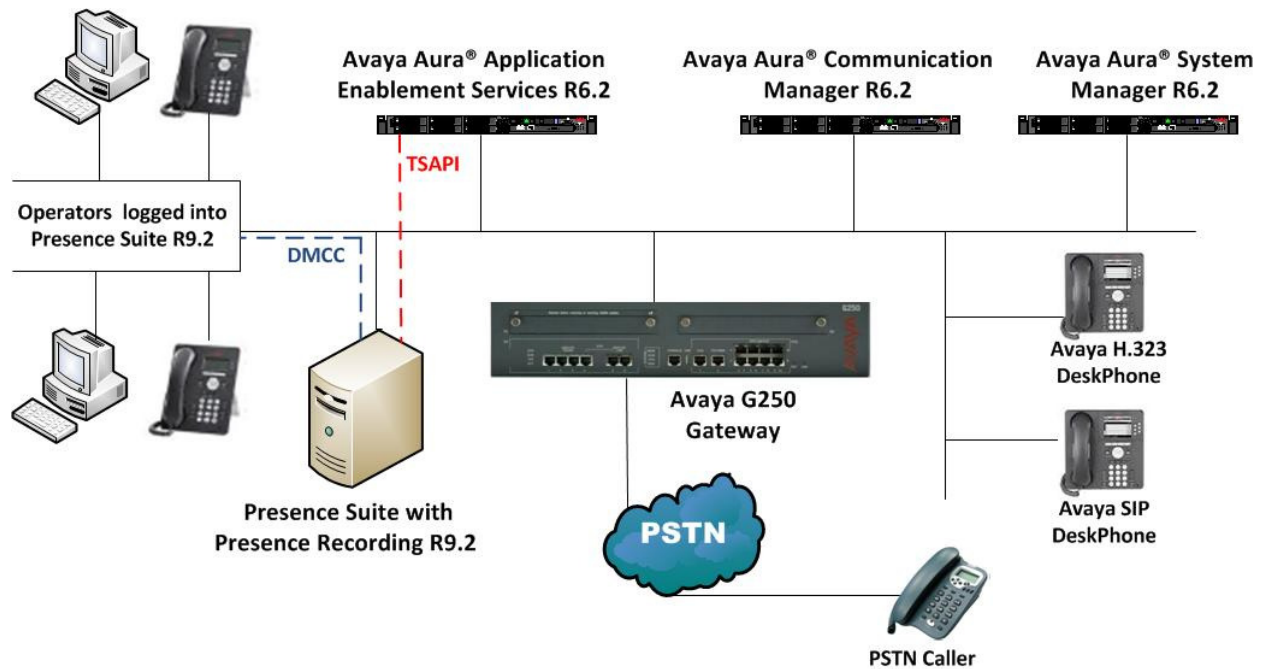 Avaya Aura® Application
Enablement Services R6.2
Avaya Aura® Communication
Manager R6.2
Avaya Aura® System
Manager R6.2
TSAPI
Operators logged into
Presence Suite R9.2
DMCC
G250
AVAYA
Avaya G250
Gateway
Avaya H.323
DeskPhone
Avaya SIP
DeskPhone
Presence Suite with
Presence Recording R9.2
PSTN
PSTN Caller